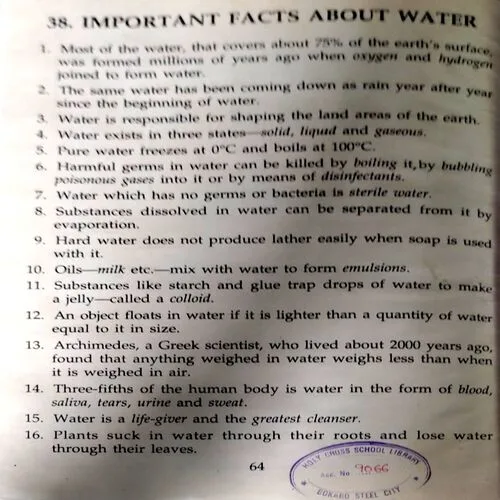 38. IMPORTANT FACTS ABOUT WATER
1. Most of the water, that covers about 75% of the earth's surface,
was formed millions of years ago when oxygen and hydrogen
joined to form water.
2. The same water has been coming down as rain year after year
since the beginning of water.
3. Water is responsible for shaping the land areas of the earth.
4. Water exists in three states—solid, liquid and gaseous.
5. Pure water freezes at 0°C and boils at 100°C.
6. Harmful germs in water can be killed by boiling it, by bubbling
poisonous gases into it or by means of disinfectants.
7. Water which has no germs or bacteria is sterile water.
8. Substances dissolved in water can be separated from it by
evaporation.
9. Hard water does not produce lather easily when soap is used
with it.
10. Oils—milk etc.—mix with water to form emulsions.
11. Substances like starch and glue trap drops of water to make
a jelly—called a colloid.
12. An object floats in water if it is lighter than a quantity of water
equal to it in size.
13. Archimedes, a Greek scientist, who lived about 2000 years ago,
found that anything weighed in water weighs less than when
it is weighed in air.
14. Three-fifths of the human body is water in the form of blood,
saliva, tears, urine and sweat.
15. Water is a life-giver and the greatest cleanser.
16. Plants suck in water through their roots and lose water
through their leaves.
64
HOLY CROSS SCHOOL LIBRARY
Acc. No 9066
BOKARO STEEL CITY